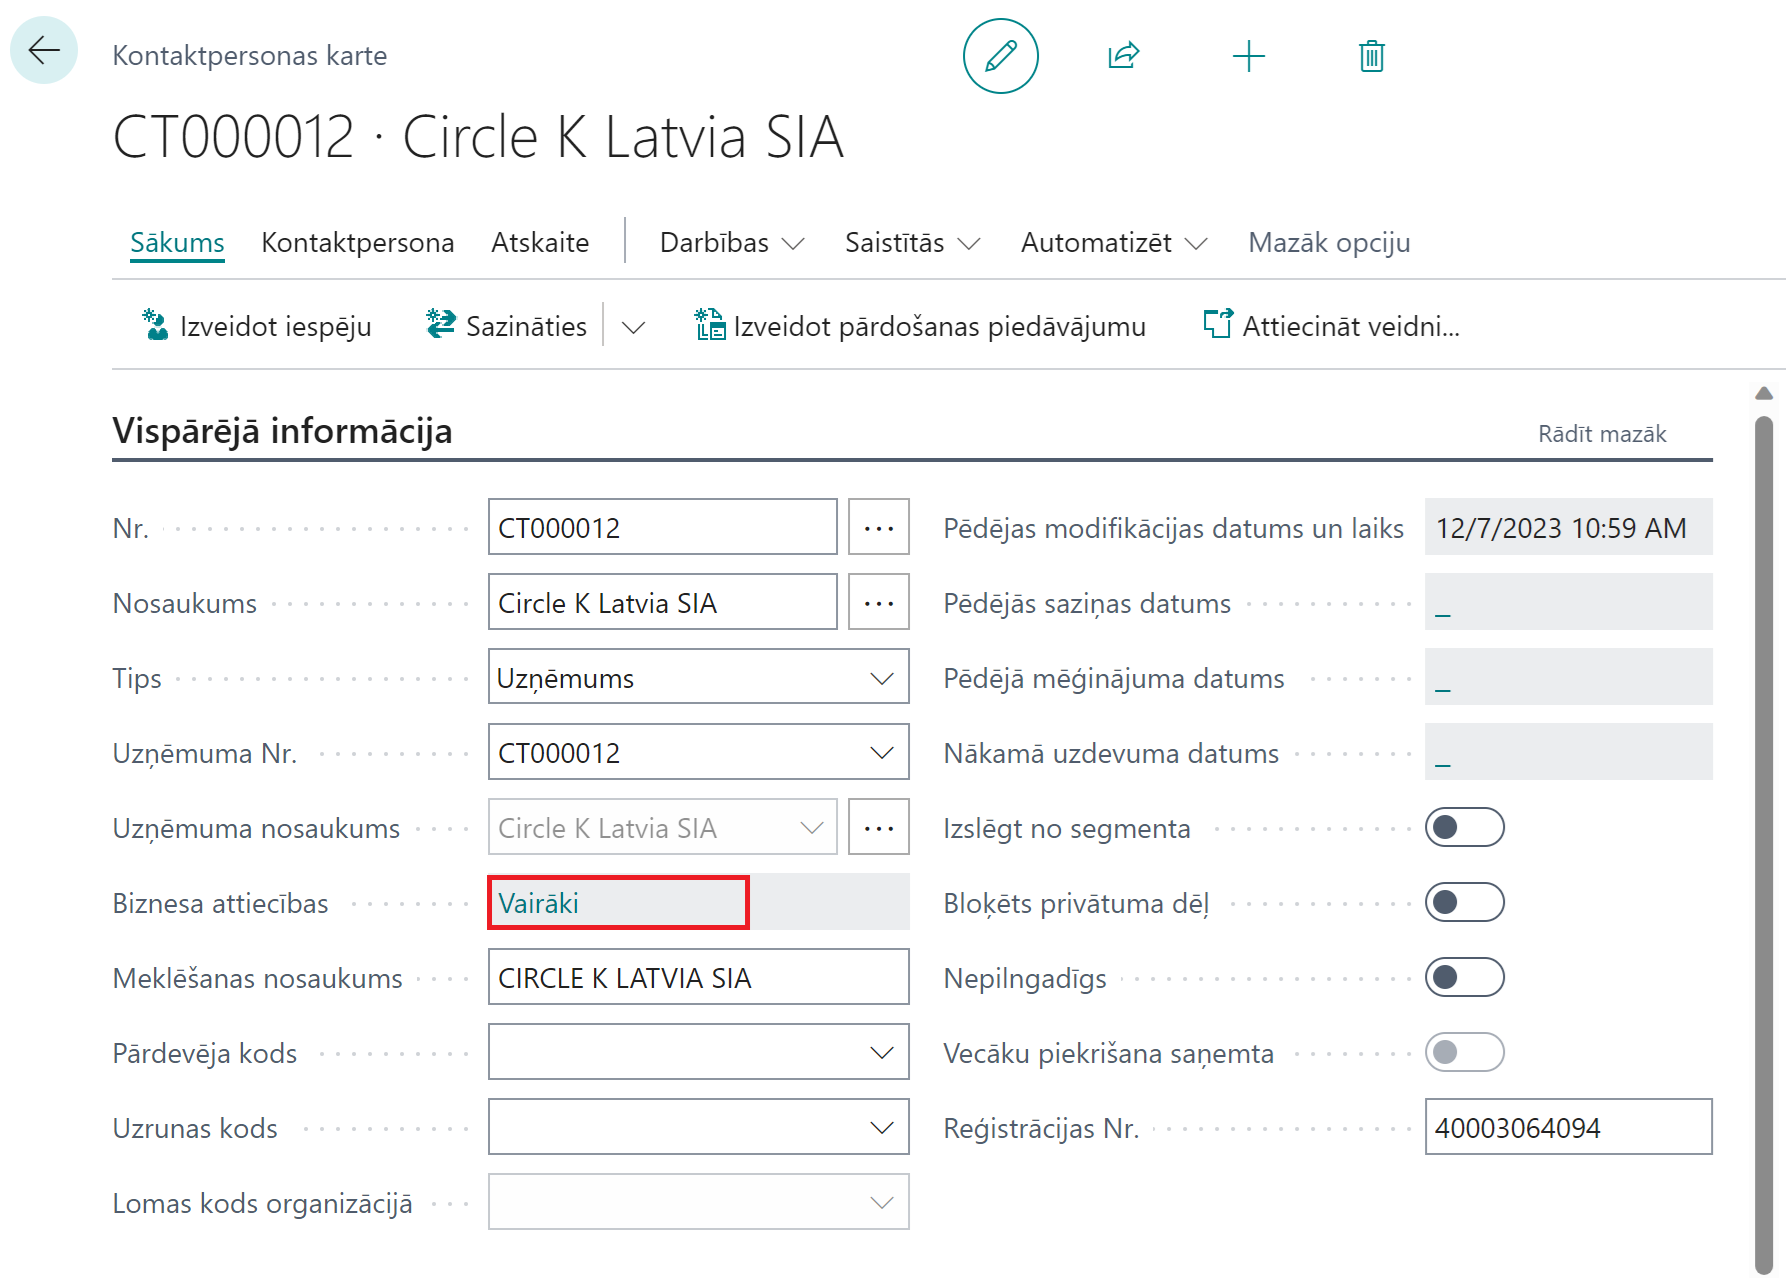 Kontaktpersonas karte
CT000012 · Circle K Latvia SIA
Sākums Kontaktpersona Atskaite Darbības Saistītās Automatizēt Mazāk opciju
Izveidot iespēju Sazināties Izveidot pārdošanas piedāvājumu Attiecināt veidni...
Vispārējā informācija Rādīt mazāk
Nr. CT000012 ...
Nosaukums Circle K Latvia SIA ...
Tips Uzņēmums
Uzņēmuma Nr. CT000012
Uzņēmuma nosaukums Circle K Latvia SIA ...
Biznesa attiecības Vairāki
Meklēšanas nosaukums CIRCLE K LATVIA SIA
Pārdevēja kods
Uzrunas kods
Lomas kods organizācijā
Pēdējas modifikācijas datums un laiks 12/7/2023 10:59 AM
Pēdējās saziņas datums _
Pēdējā mēģinājuma datums _
Nākamā uzdevuma datums _
Izslēgt no segmenta
Bloķēts privātuma dēļ
Nepilngadīgs
Vecāku piekrišana saņemta
Reģistrācijas Nr. 40003064094